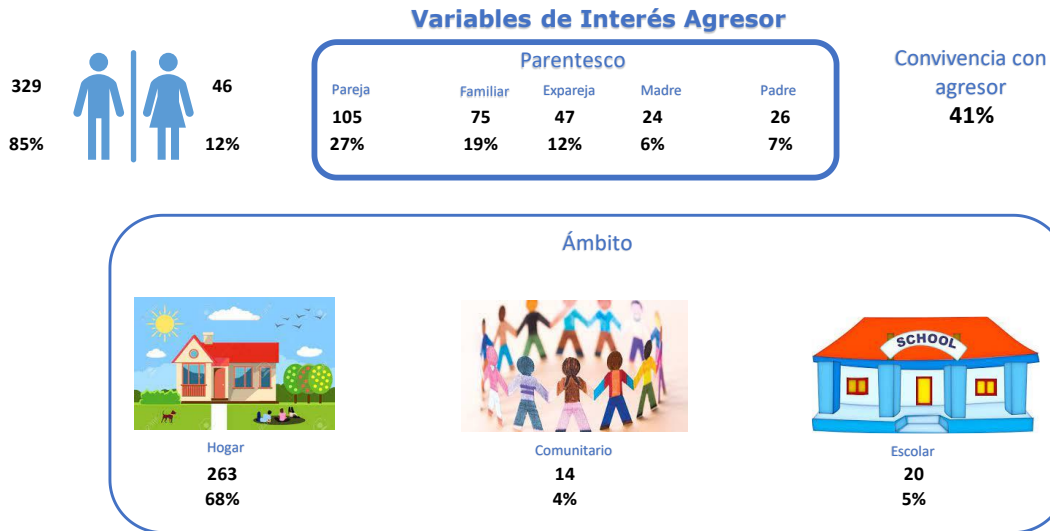 Variables de Interés Agresor
329
85%
46
12%
Parentesco
Pareja Familiar Expareja Madre Padre
105 75 47 24 26
27% 19% 12% 6% 7%
Convivencia con
agresor
41%
Ámbito
SCHOOL
Hogar Comunitario Escolar
263 14 20
68% 4% 5%